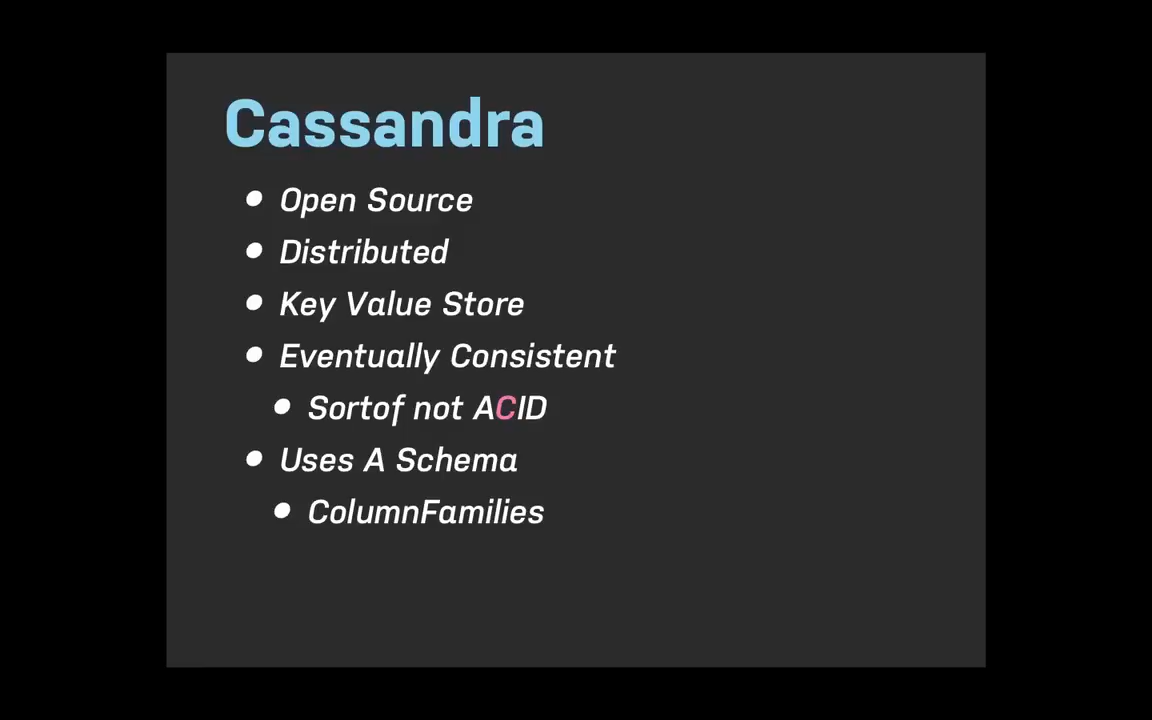 Cassandra
• Open Source
• Distributed
• Key Value Store
• Eventually Consistent
• Sortof not ACID
• Uses A Schema
• ColumnFamilies